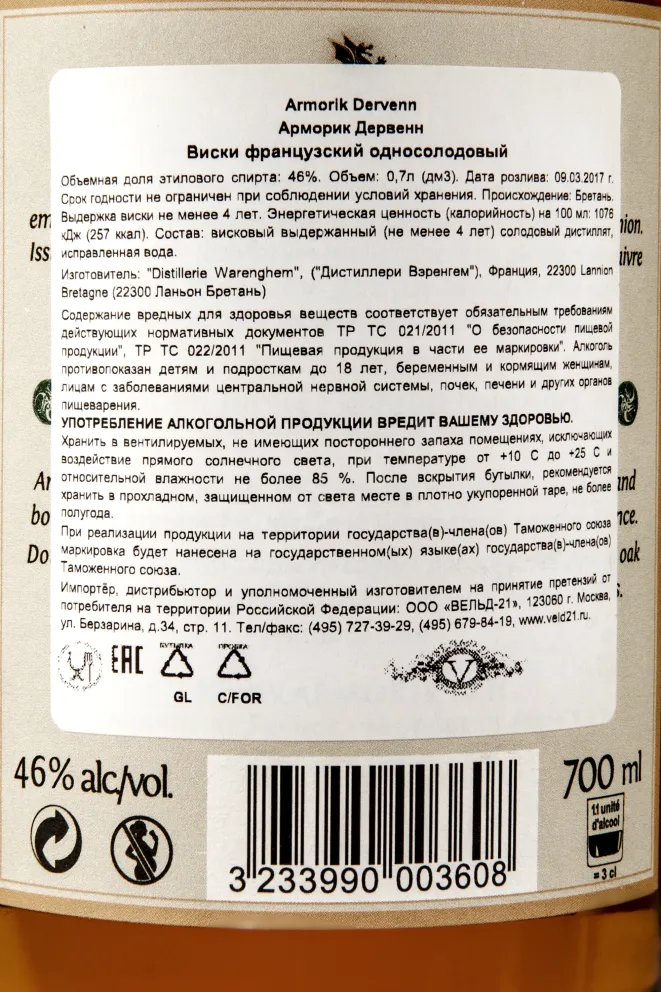 Armorik Dervenn
Арморик Дервенн
Виски французский односолодовый
Объемная доля этилового спирта: 46%. Объем: 0,7л (дм3). Дата розлива: 09.03.2017 г.
Срок годности не ограничен при соблюдении условий хранения. Происхождение: Бретань.
Выдержка виски не менее 4 лет. Энергетическая ценность (калорийность) на 100 мл: 1076
кДж (257 ккал). Состав: висковый выдержанный (не менее 4 лет) солодовый дистиллят,
исправленная вода.
Изготовитель: "Distillerie Warenghem", ("Дистиллери Вэренгем"), Франция, 22300 Lannion
Bretagne (22300 Ланьон Бретань)
Содержание вредных для здоровья веществ соответствует обязательным требованиям
действующих нормативных документов ТР ТС 021/2011 "О безопасности пищевой
продукции", ТР ТС 022/2011 "Пищевая продукция в части ее маркировки". Алкоголь
противопоказан детям и подросткам до 18 лет, беременным и кормящим женщинам,
лицам с заболеваниями центральной нервной системы, почек, печени и других органов
пищеварения.
УПОТРЕБЛЕНИЕ АЛКОГОЛЬНОЙ ПРОДУКЦИИ ВРЕДИТ ВАШЕМУ ЗДОРОВЬЮ.
Хранить в вентилируемых, не имеющих постороннего запаха помещениях, исключающих
воздействие прямого солнечного света, при температуре от +10 С до +25 С и
относительной влажности не более 85 %. После вскрытия бутылки, рекомендуется
хранить в прохладном, защищенном от света месте в плотно укупоренной таре, не более
полугода.
При реализации продукции на территории государства(в)-члена(ов) Таможенного союза
маркировка будет нанесена на государственном(ых) языке(ах) государства(в)-члена(ов)
Таможенного союза.
Импортёр, дистрибьютор и уполномоченный изготовителем на принятие претензий от
потребителя на территории Российской Федерации: ООО «ВЕЛЬД-21», 123060 г. Москва,
ул. Берзарина, д.34, стр. 11. Тел/факс: (495) 727-39-29, (495) 679-84-19, www.veld21.ru.
EAC
БУТЫЛКА ПРОБКА
V
GL C/FOR
46% alc/vol.
700 ml
11 unité
d'alcool
= 3 cl
3 233990 003608